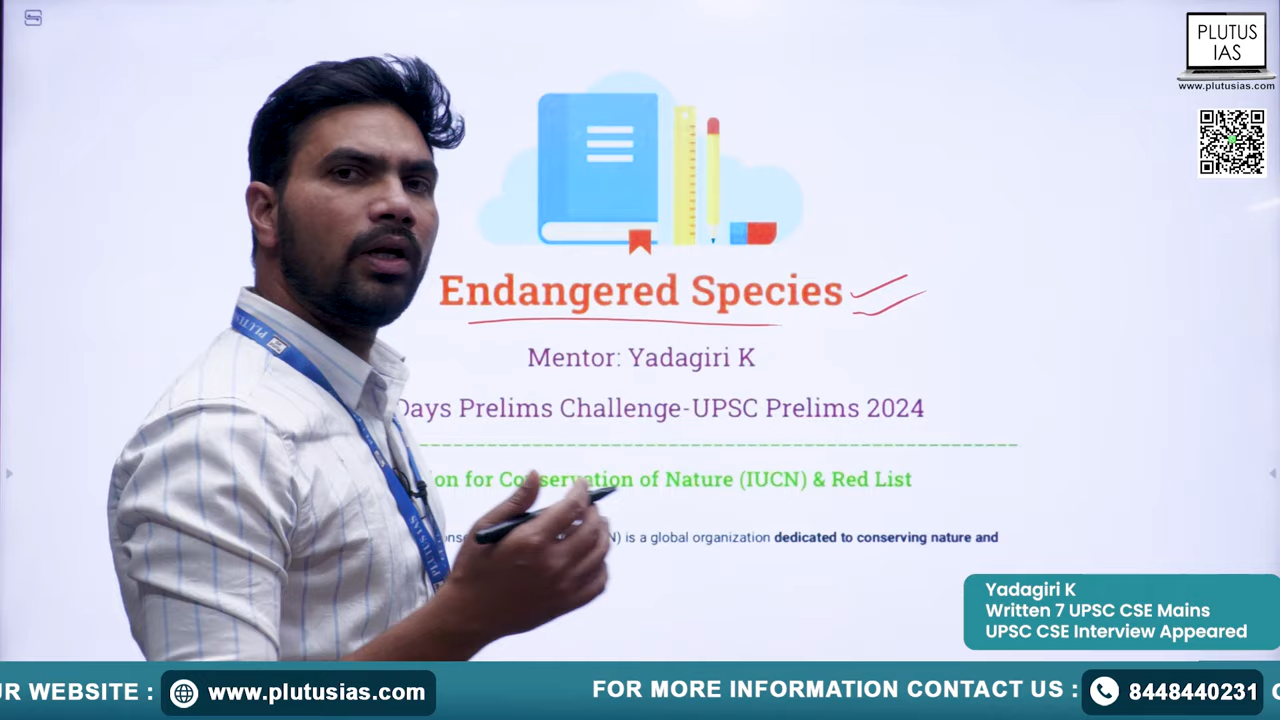 PLUTUS
IAS
www.plutusias.com
Endangered Species
Mentor: Yadagiri K
Days Prelims Challenge-UPSC Prelims 2024
for Conservation of Nature (IUCN) & Red List
is a global organization dedicated to conserving nature and
PLUTUS IAS
Yadagiri K
Written 7 UPSC CSE Mains
UPSC CSE Interview Appeared
WEBSITE : www.plutusias.com
FOR MORE INFORMATION CONTACT US : 8448440231